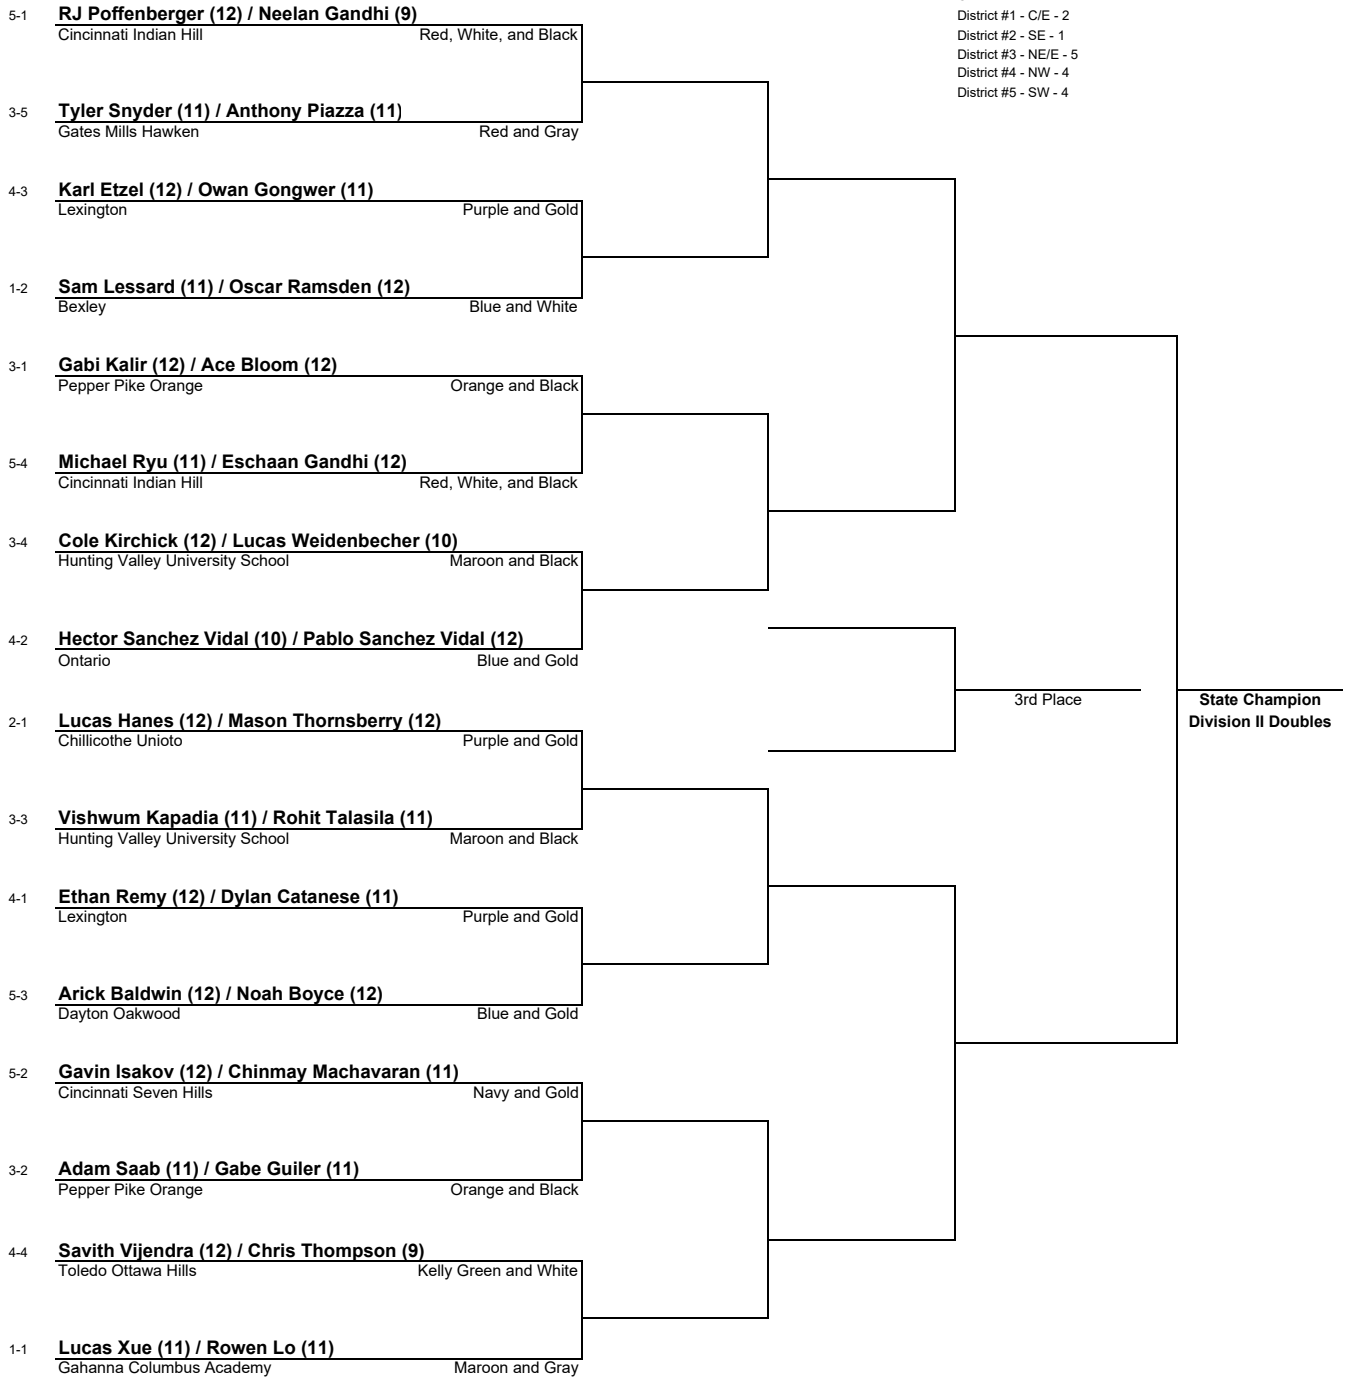 5-1 RJ Poffenberger (12) / Neelan Gandhi (9)
Cincinnati Indian Hill Red, White, and Black
District #1 - C/E - 2
District #2 - SE - 1
District #3 - NE/E - 5
District #4 - NW - 4
District #5 - SW - 4
3-5 Tyler Snyder (11) / Anthony Piazza (11)
Gates Mills Hawken Red and Gray
4-3 Karl Etzel (12) / Owan Gongwer (11)
Lexington Purple and Gold
1-2 Sam Lessard (11) / Oscar Ramsden (12)
Bexley Blue and White
3-1 Gabi Kalir (12) / Ace Bloom (12)
Pepper Pike Orange Orange and Black
5-4 Michael Ryu (11) / Eschaan Gandhi (12)
Cincinnati Indian Hill Red, White, and Black
3-4 Cole Kirchick (12) / Lucas Weidenbecher (10)
Hunting Valley University School Maroon and Black
4-2 Hector Sanchez Vidal (10) / Pablo Sanchez Vidal (12)
Ontario Blue and Gold
3rd Place
State Champion
Division II Doubles
2-1 Lucas Hanes (12) / Mason Thornsberry (12)
Chillicothe Unioto Purple and Gold
3-3 Vishwum Kapadia (11) / Rohit Talasila (11)
Hunting Valley University School Maroon and Black
4-1 Ethan Remy (12) / Dylan Catanese (11)
Lexington Purple and Gold
5-3 Arick Baldwin (12) / Noah Boyce (12)
Dayton Oakwood Blue and Gold
5-2 Gavin Isakov (12) / Chinmay Machavaran (11)
Cincinnati Seven Hills Navy and Gold
3-2 Adam Saab (11) / Gabe Guiler (11)
Pepper Pike Orange Orange and Black
4-4 Savith Vijendra (12) / Chris Thompson (9)
Toledo Ottawa Hills Kelly Green and White
1-1 Lucas Xue (11) / Rowen Lo (11)
Gahanna Columbus Academy Maroon and Gray